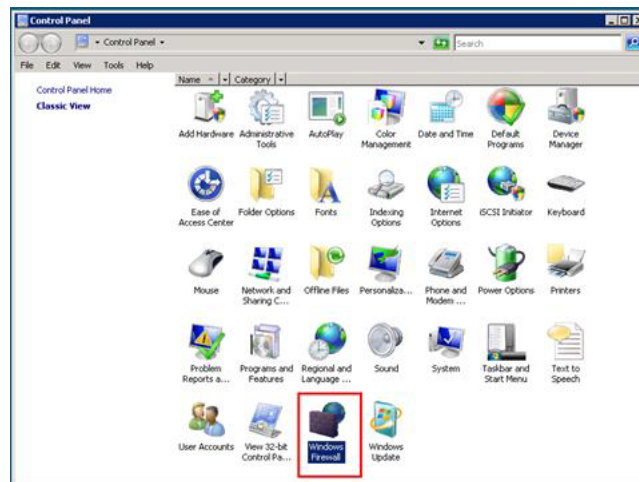 Control Panel
Control Panel
Search
File Edit View Tools Help
Control Panel Home
Classic View
Name Category
Add Hardware
Administrative
Tools
AutoPlay
Color
Management
Date and Time
Default
Programs
Device
Manager
Ease of
Access Center
Folder Options
Fonts
Indexing
Options
Internet
Options
iSCSI Initiator
Keyboard
Mouse
Network and
Sharing C...
Offline Files
Personaliza...
Phone and
Modem ...
Power Options
Printers
Problem
Reports a...
Programs and
Features
Regional and
Language ...
Sound
System
Taskbar and
Start Menu
Text to
Speech
User Accounts
View 32-bit
Control Pa...
Windows
Firewall
Windows
Update